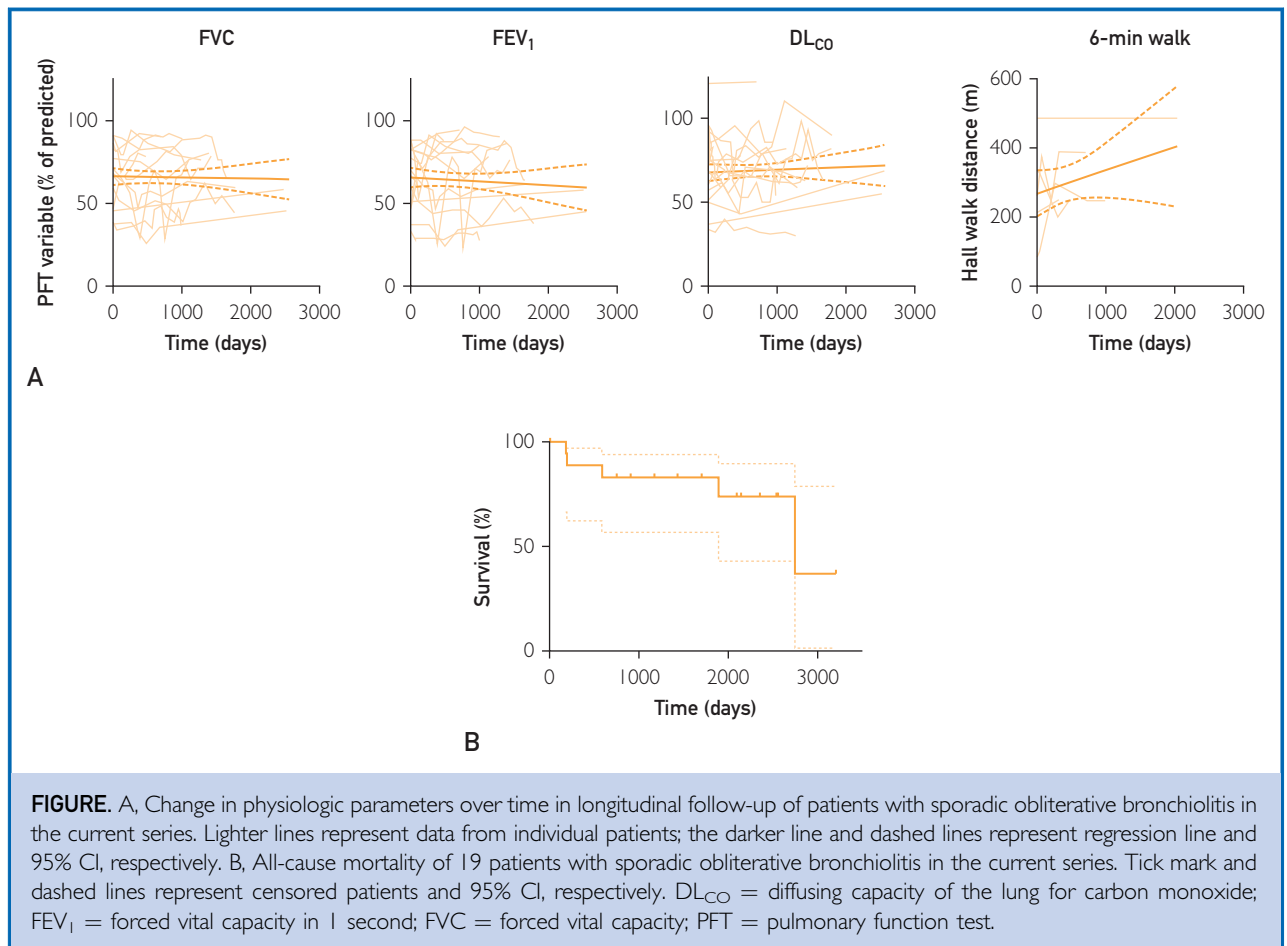 FVC
FEV1
DLCO
6-min walk
PFT variable (% of predicted)
100
50
0
0 1000 2000 3000
Time (days)
100
50
0
0 1000 2000 3000
Time (days)
100
50
0
0 1000 2000 3000
Time (days)
Hall walk distance (m)
600
400
200
0
0 1000 2000 3000
Time (days)
A
Survival (%)
100
50
0
0 1000 2000 3000
Time (days)
B
FIGURE. A, Change in physiologic parameters over time in longitudinal follow-up of patients with sporadic obliterative bronchiolitis in
the current series. Lighter lines represent data from individual patients; the darker line and dashed lines represent regression line and
95% CI, respectively. B, All-cause mortality of 19 patients with sporadic obliterative bronchiolitis in the current series. Tick mark and
dashed lines represent censored patients and 95% CI, respectively. DLCO = diffusing capacity of the lung for carbon monoxide;
FEV1 = forced vital capacity in 1 second; FVC = forced vital capacity; PFT = pulmonary function test.